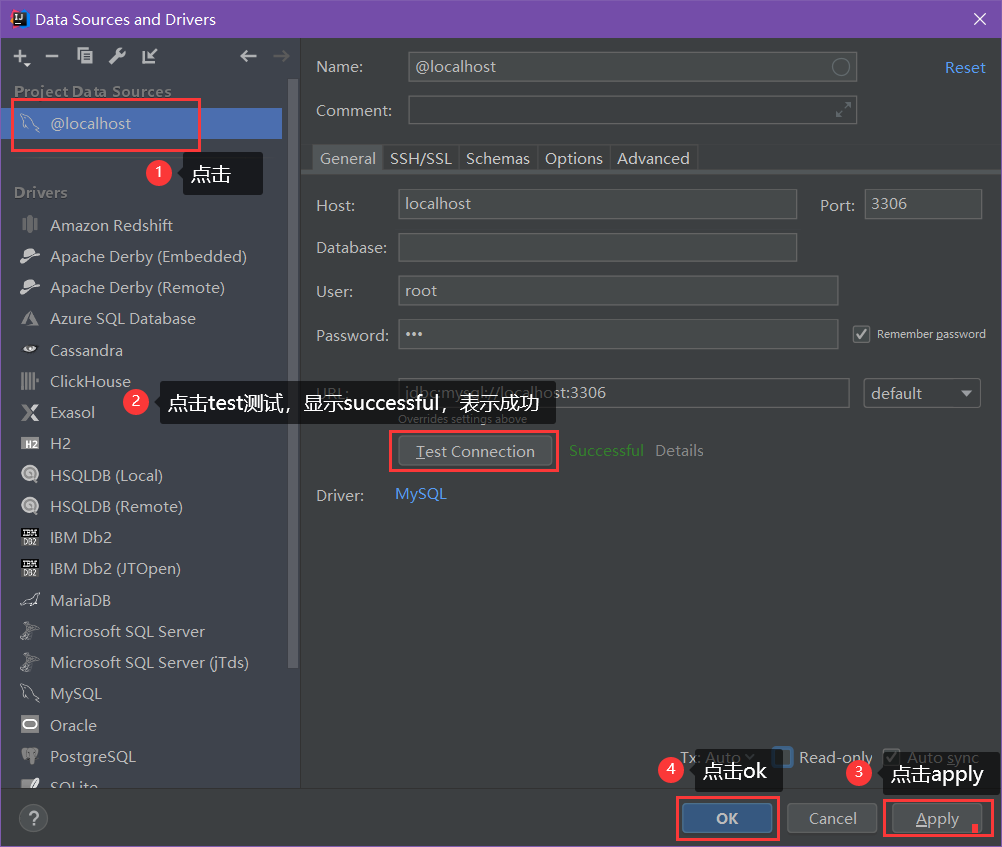 Data Sources and Drivers
Project Data Sources
@localhost
1 点击
Drivers
Amazon Redshift
Apache Derby (Embedded)
Apache Derby (Remote)
Azure SQL Database
Cassandra
ClickHouse
Exasol
H2 H2
HSQLDB (Local)
HSQLDB (Remote)
IBM DB2 IBM Db2
IBM DB2 IBM Db2 (JTOpen)
MariaDB
Microsoft SQL Server
Microsoft SQL Server (jTds)
MySQL
Oracle
PostgreSQL
SQLite
?
Name: @localhost Reset
Comment:
General SSH/SSL Schemas Options Advanced
Host: localhost Port: 3306
Database:
User: root
Password: ••• Remember password
URL: jdbc:mysql://localhost:3306 default
2 点击test测试，显示successful，表示成功
Overrides settings above
Test Connection Successful Details
Driver: MySQL
Tx: Auto Read-only Auto sync
4 点击ok
3 点击apply
OK Cancel Apply